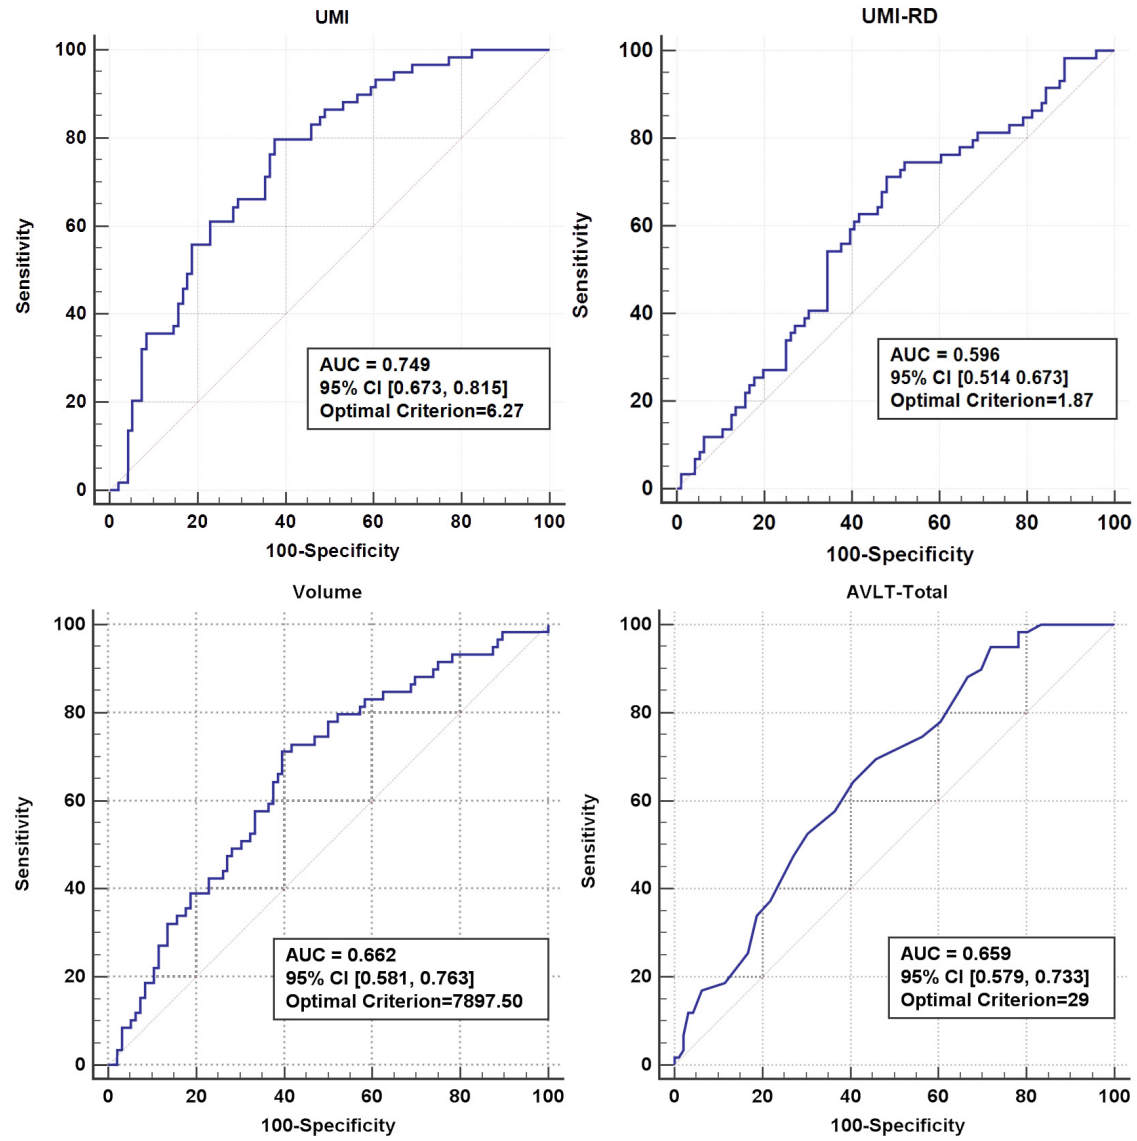 UMI
100
80
60
40
20
0
Sensitivity
AUC = 0.749
95% CI [0.673, 0.815]
Optimal Criterion=6.27
0 20 40 60 80 100
100-Specificity
UMI-RD
100
80
60
40
20
0
Sensitivity
AUC = 0.596
95% CI [0.514 0.673]
Optimal Criterion=1.87
0 20 40 60 80 100
100-Specificity
Volume
100
80
60
40
20
0
Sensitivity
AUC = 0.662
95% CI [0.581, 0.763]
Optimal Criterion=7897.50
0 20 40 60 80 100
100-Specificity
AVLT-Total
100
80
60
40
20
0
Sensitivity
AUC = 0.659
95% CI [0.579, 0.733]
Optimal Criterion=29
0 20 40 60 80 100
100-Specificity